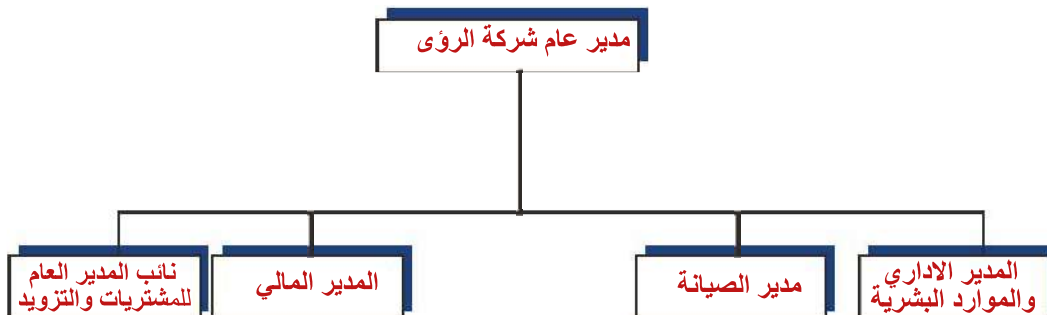 مدير عام شركة الرؤى
المدير الاداري
والموارد البشرية
مدير الصيانة
المدير المالي
نائب المدير العام
للمشتريات والتزويد